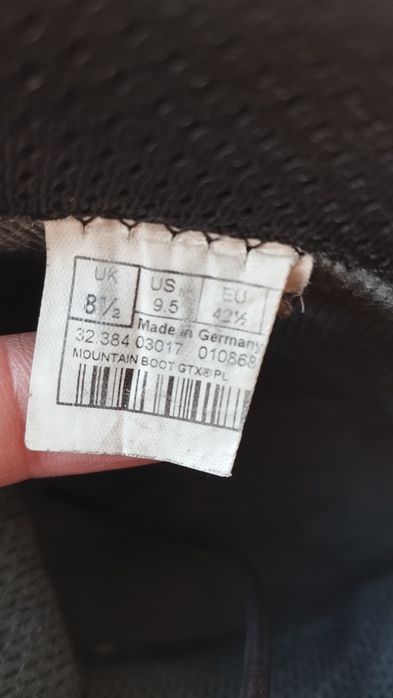 UK US EU
8½ 9.5 42½
Made in Germany
32.384 03017 010868
MOUNTAIN BOOT GTX® PL